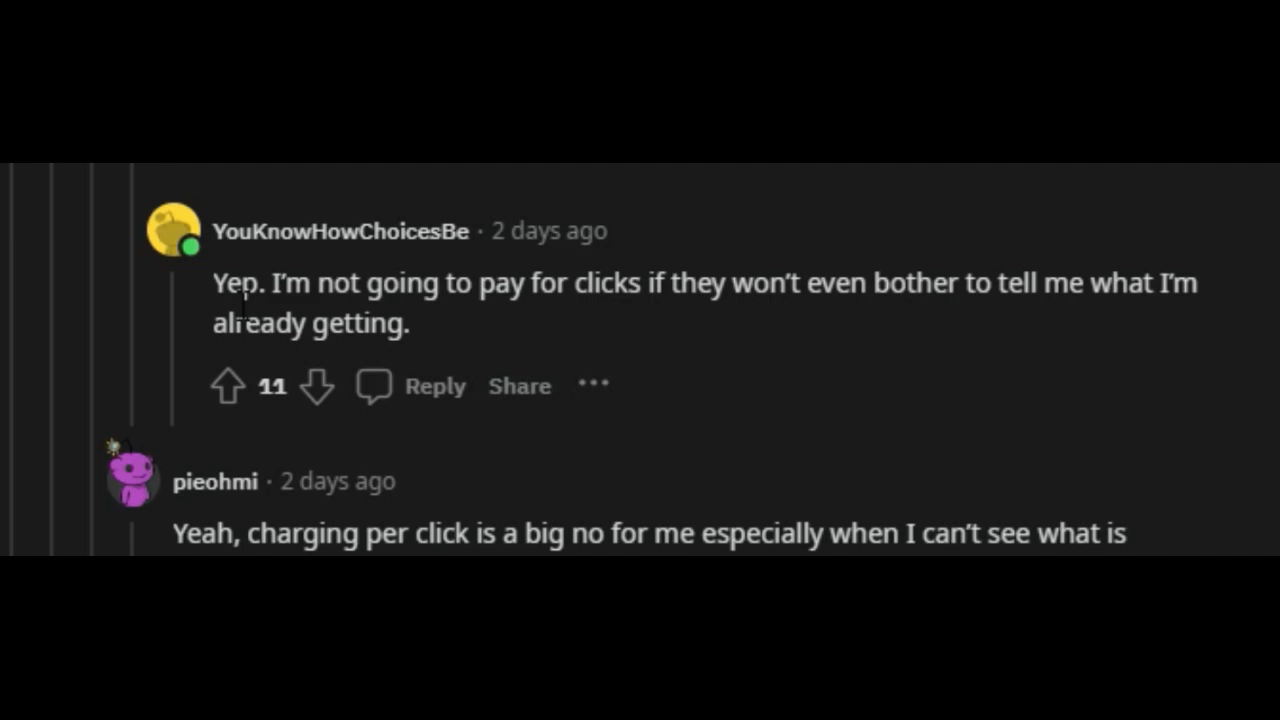 YouKnowHowChoicesBe · 2 days ago
Yep. I’m not going to pay for clicks if they won’t even bother to tell me what I’m
already getting.
11 Reply Share ···
pieohmi · 2 days ago
Yeah, charging per click is a big no for me especially when I can’t see what is